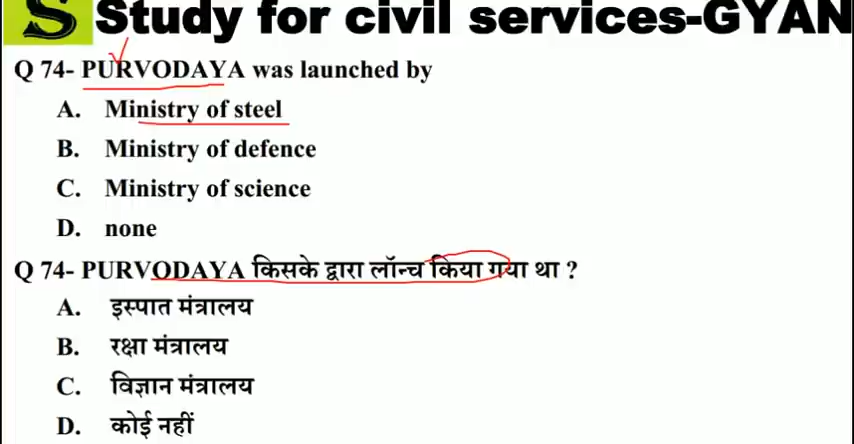 S Study for civil services-GYAN
Q 74- PURVODAYA was launched by
A. Ministry of steel
B. Ministry of defence
C. Ministry of science
D. none
Q 74- PURVODAYA किसके द्वारा लॉन्च किया गया था ?
A. इस्पात मंत्रालय
B. रक्षा मंत्रालय
C. विज्ञान मंत्रालय
D. कोई नहीं